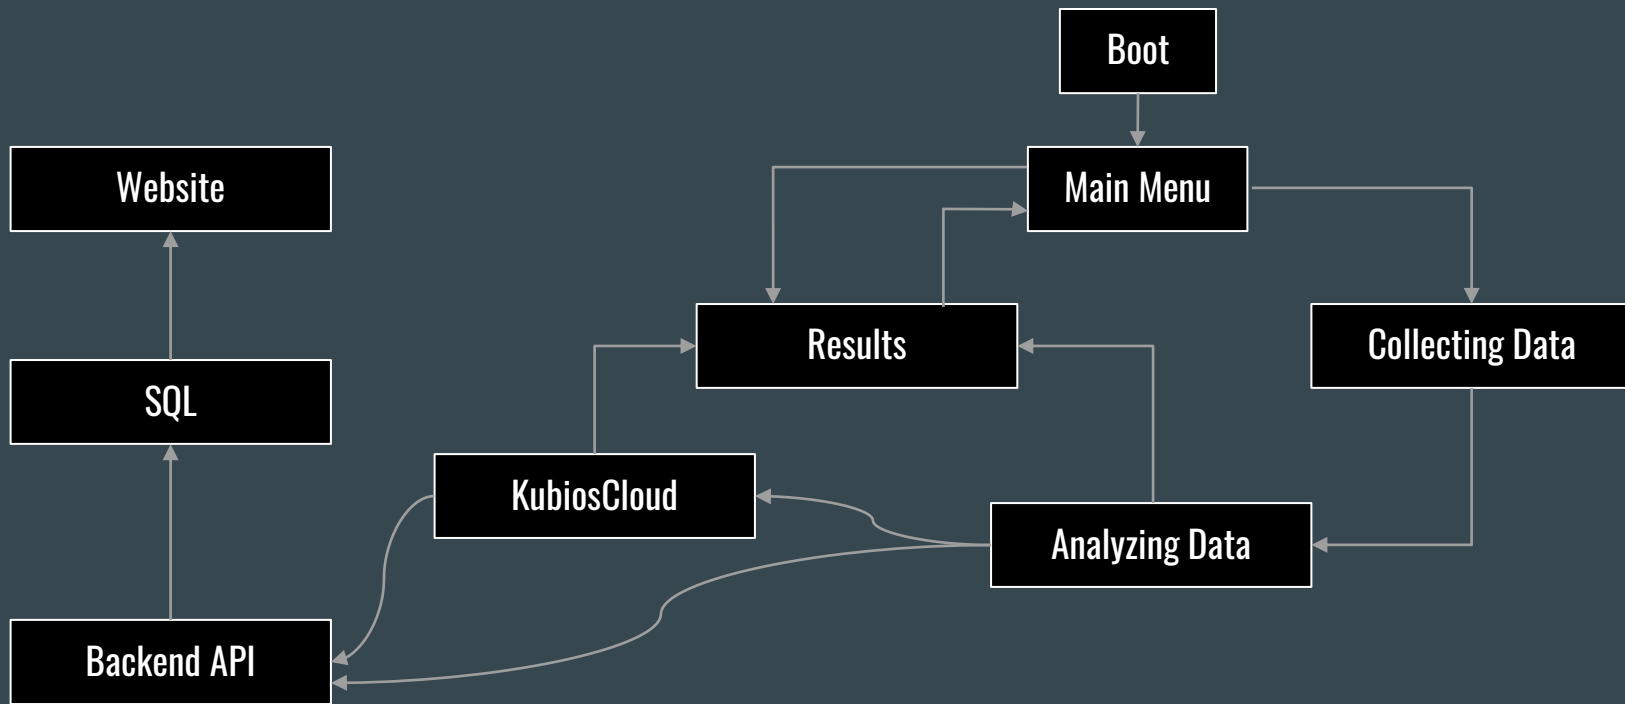 Boot
Website
Main Menu
Results
Collecting Data
SQL
KubiosCloud
Analyzing Data
Backend API